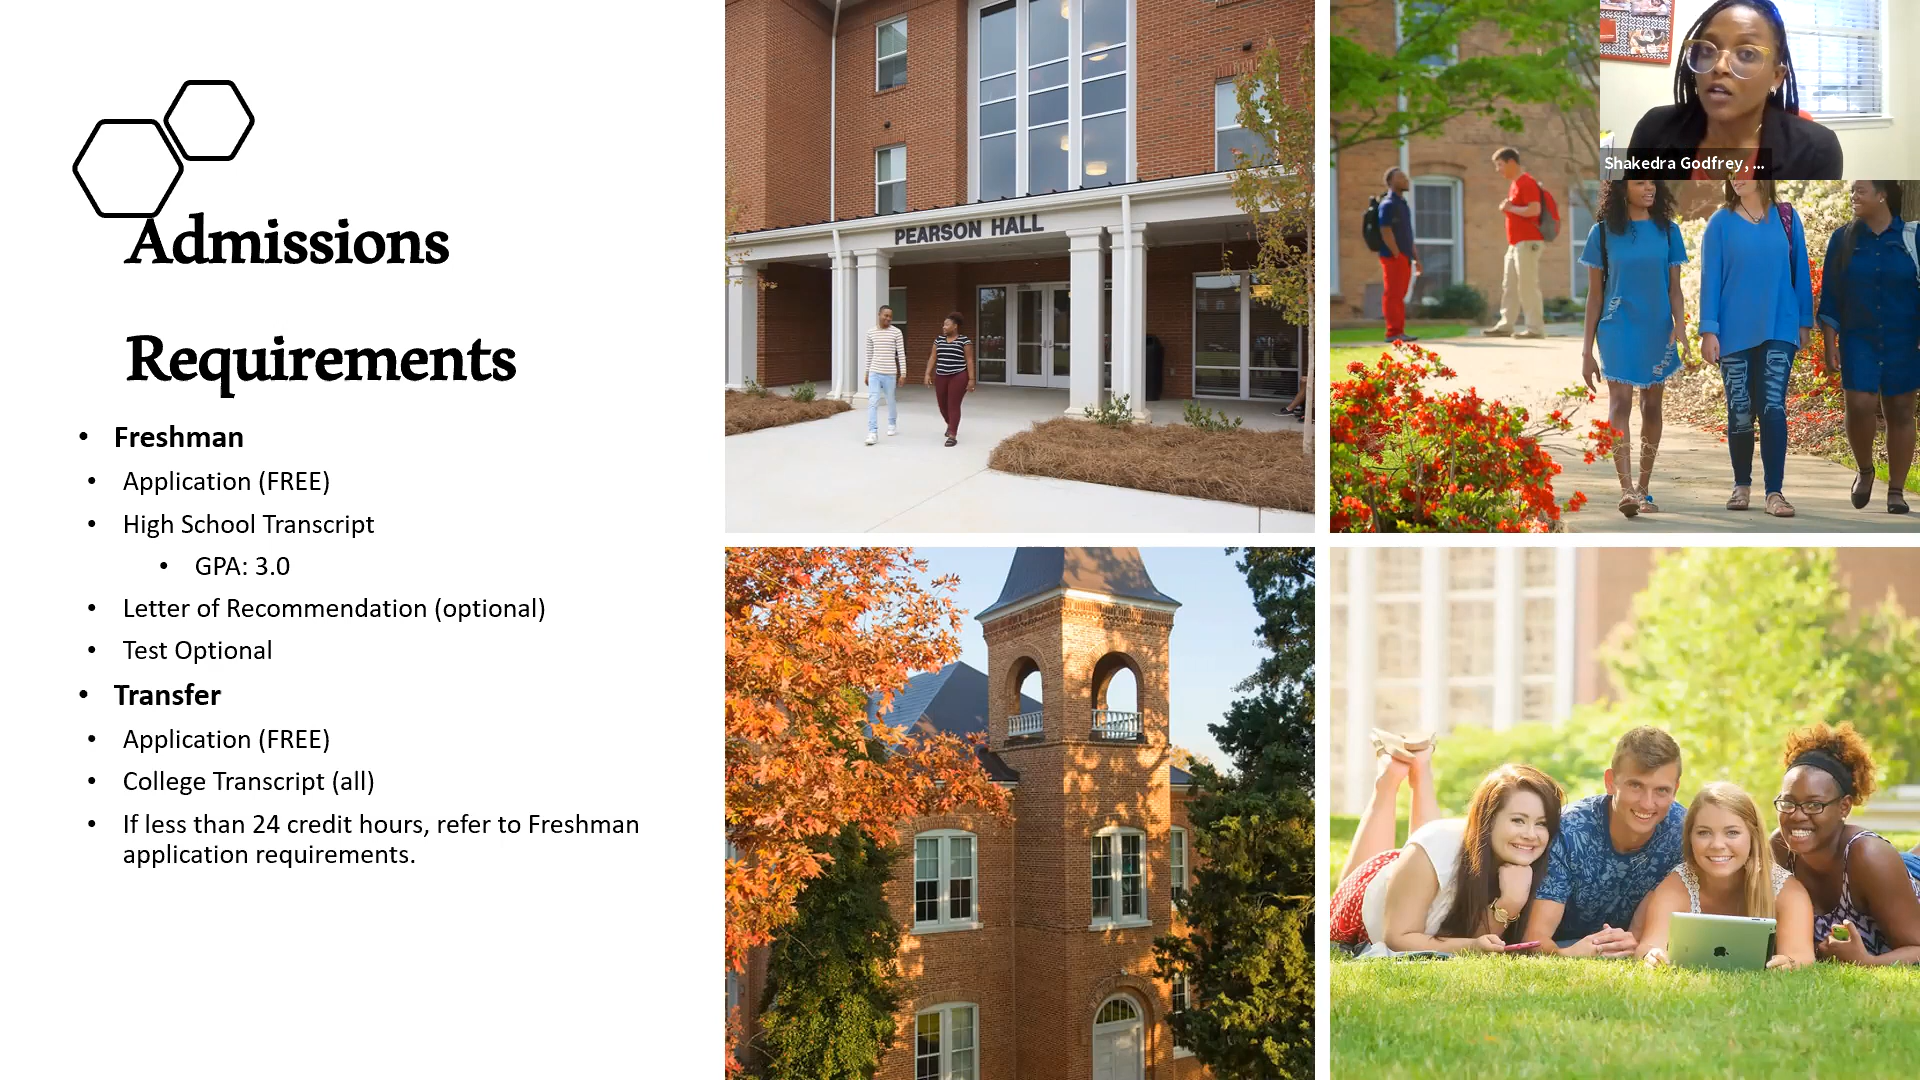 Admissions
Requirements
• Freshman
• Application (FREE)
• High School Transcript
• GPA: 3.0
• Letter of Recommendation (optional)
• Test Optional
• Transfer
• Application (FREE)
• College Transcript (all)
• If less than 24 credit hours, refer to Freshman
application requirements.
PEARSON HALL
Shakedra Godfrey, ...